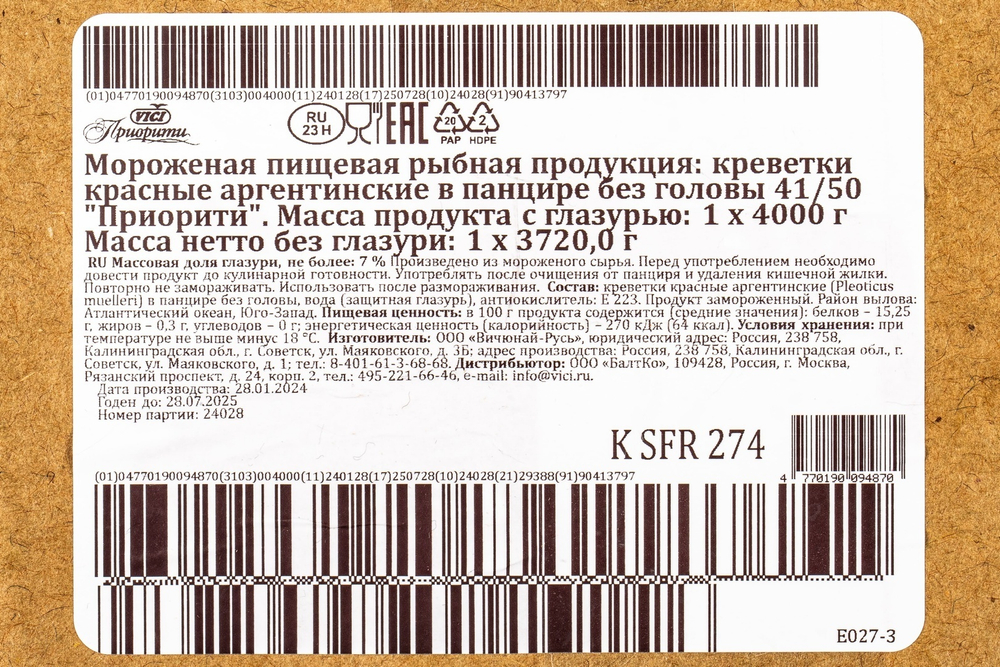 (01)04770190094870(3103)004000(11)240128(17)250728(10)24028(91)90413797
VICI
Приорити
RU
23 H
EAC
20
PAP
2
HDPE
Мороженая пищевая рыбная продукция: креветки
красные аргентинские в панцире без головы 41/50
"Приорити". Масса продукта с глазурью: 1 х 4000 г
Масса нетто без глазури: 1 х 3720,0 г
RU Массовая доля глазури, не более: 7 % Произведено из мороженого сырья. Перед употреблением необходимо
довести продукт до кулинарной готовности. Употреблять после очищения от панциря и удаления кишечной жилки.
Повторно не замораживать. Использовать после размораживания. Состав: креветки красные аргентинские (Pleoticus
muelleri) в панцире без головы, вода (защитная глазурь), антиокислитель: Е 223. Продукт замороженный. Район вылова:
Атлантический океан, Юго-Запад. Пищевая ценность: в 100 г продукта содержится (средние значения): белков – 15,25
г, жиров – 0,3 г, углеводов – 0 г; энергетическая ценность (калорийность) – 270 кДж (64 ккал). Условия хранения: при
температуре не выше минус 18 °С. Изготовитель: ООО «Вичюнай-Русь», юридический адрес: Россия, 238 758,
Калининградская обл., г. Советск, ул. Маяковского, д. 3Б; адрес производства: Россия, 238 758, Калининградская обл., г.
Советск, ул. Маяковского, д. 1; тел.: 8-401-61-3-68-68. Дистрибьютор: ООО «БалтКо», 109428, Россия, г. Москва,
Рязанский проспект, д. 24, корп. 2, тел.: 495-221-66-46, e-mail: info@vici.ru.
Дата производства: 28.01.2024
Годен до: 28.07.2025
Номер партии: 24028
K SFR 274
4 770190 094870
(01)04770190094870(3103)004000(11)240128(17)250728(10)24028(21)29388(91)90413797
E027-3